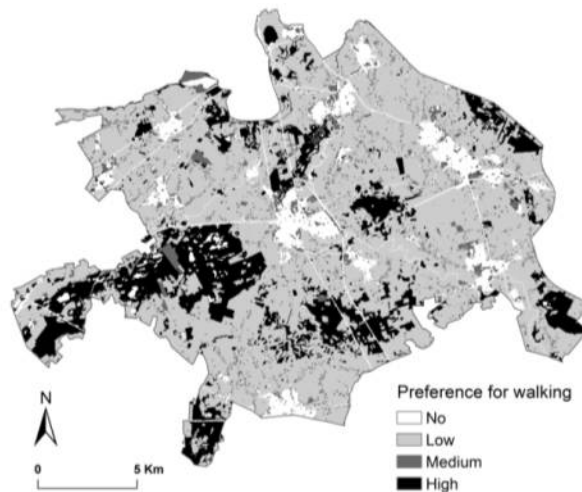 Preference for walking
No
Low
Medium
High
N
0 5 Km